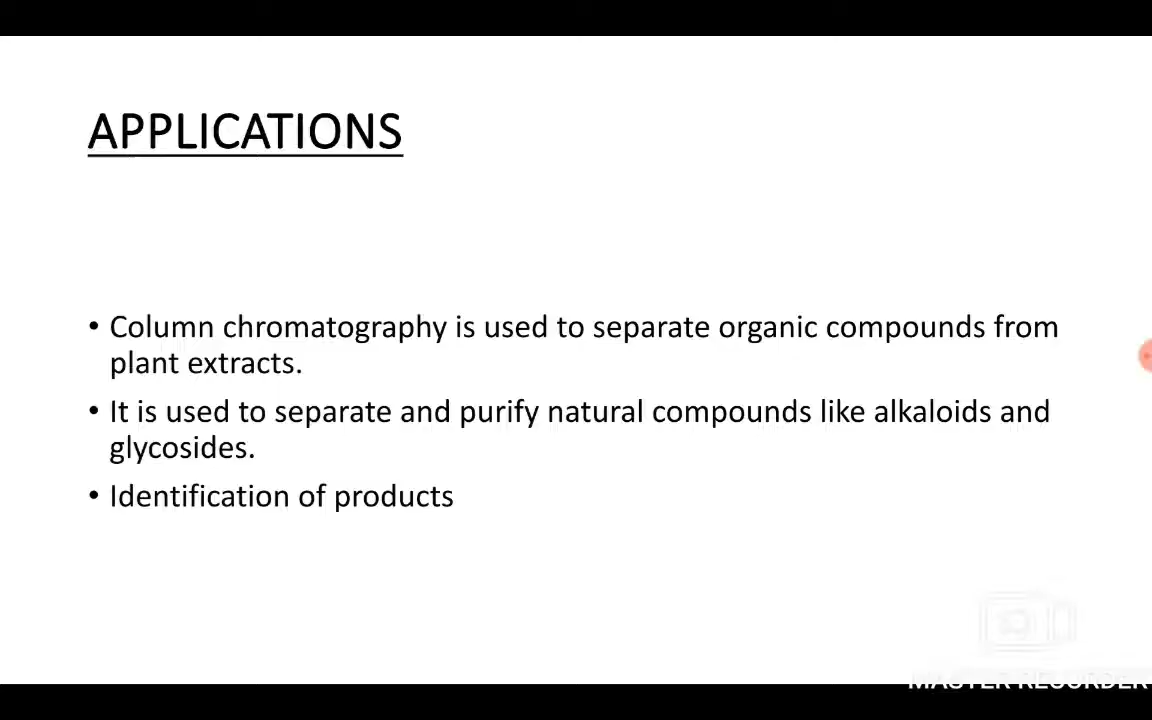 APPLICATIONS
• Column chromatography is used to separate organic compounds from
plant extracts.
• It is used to separate and purify natural compounds like alkaloids and
glycosides.
• Identification of products
MASTER RECORDER